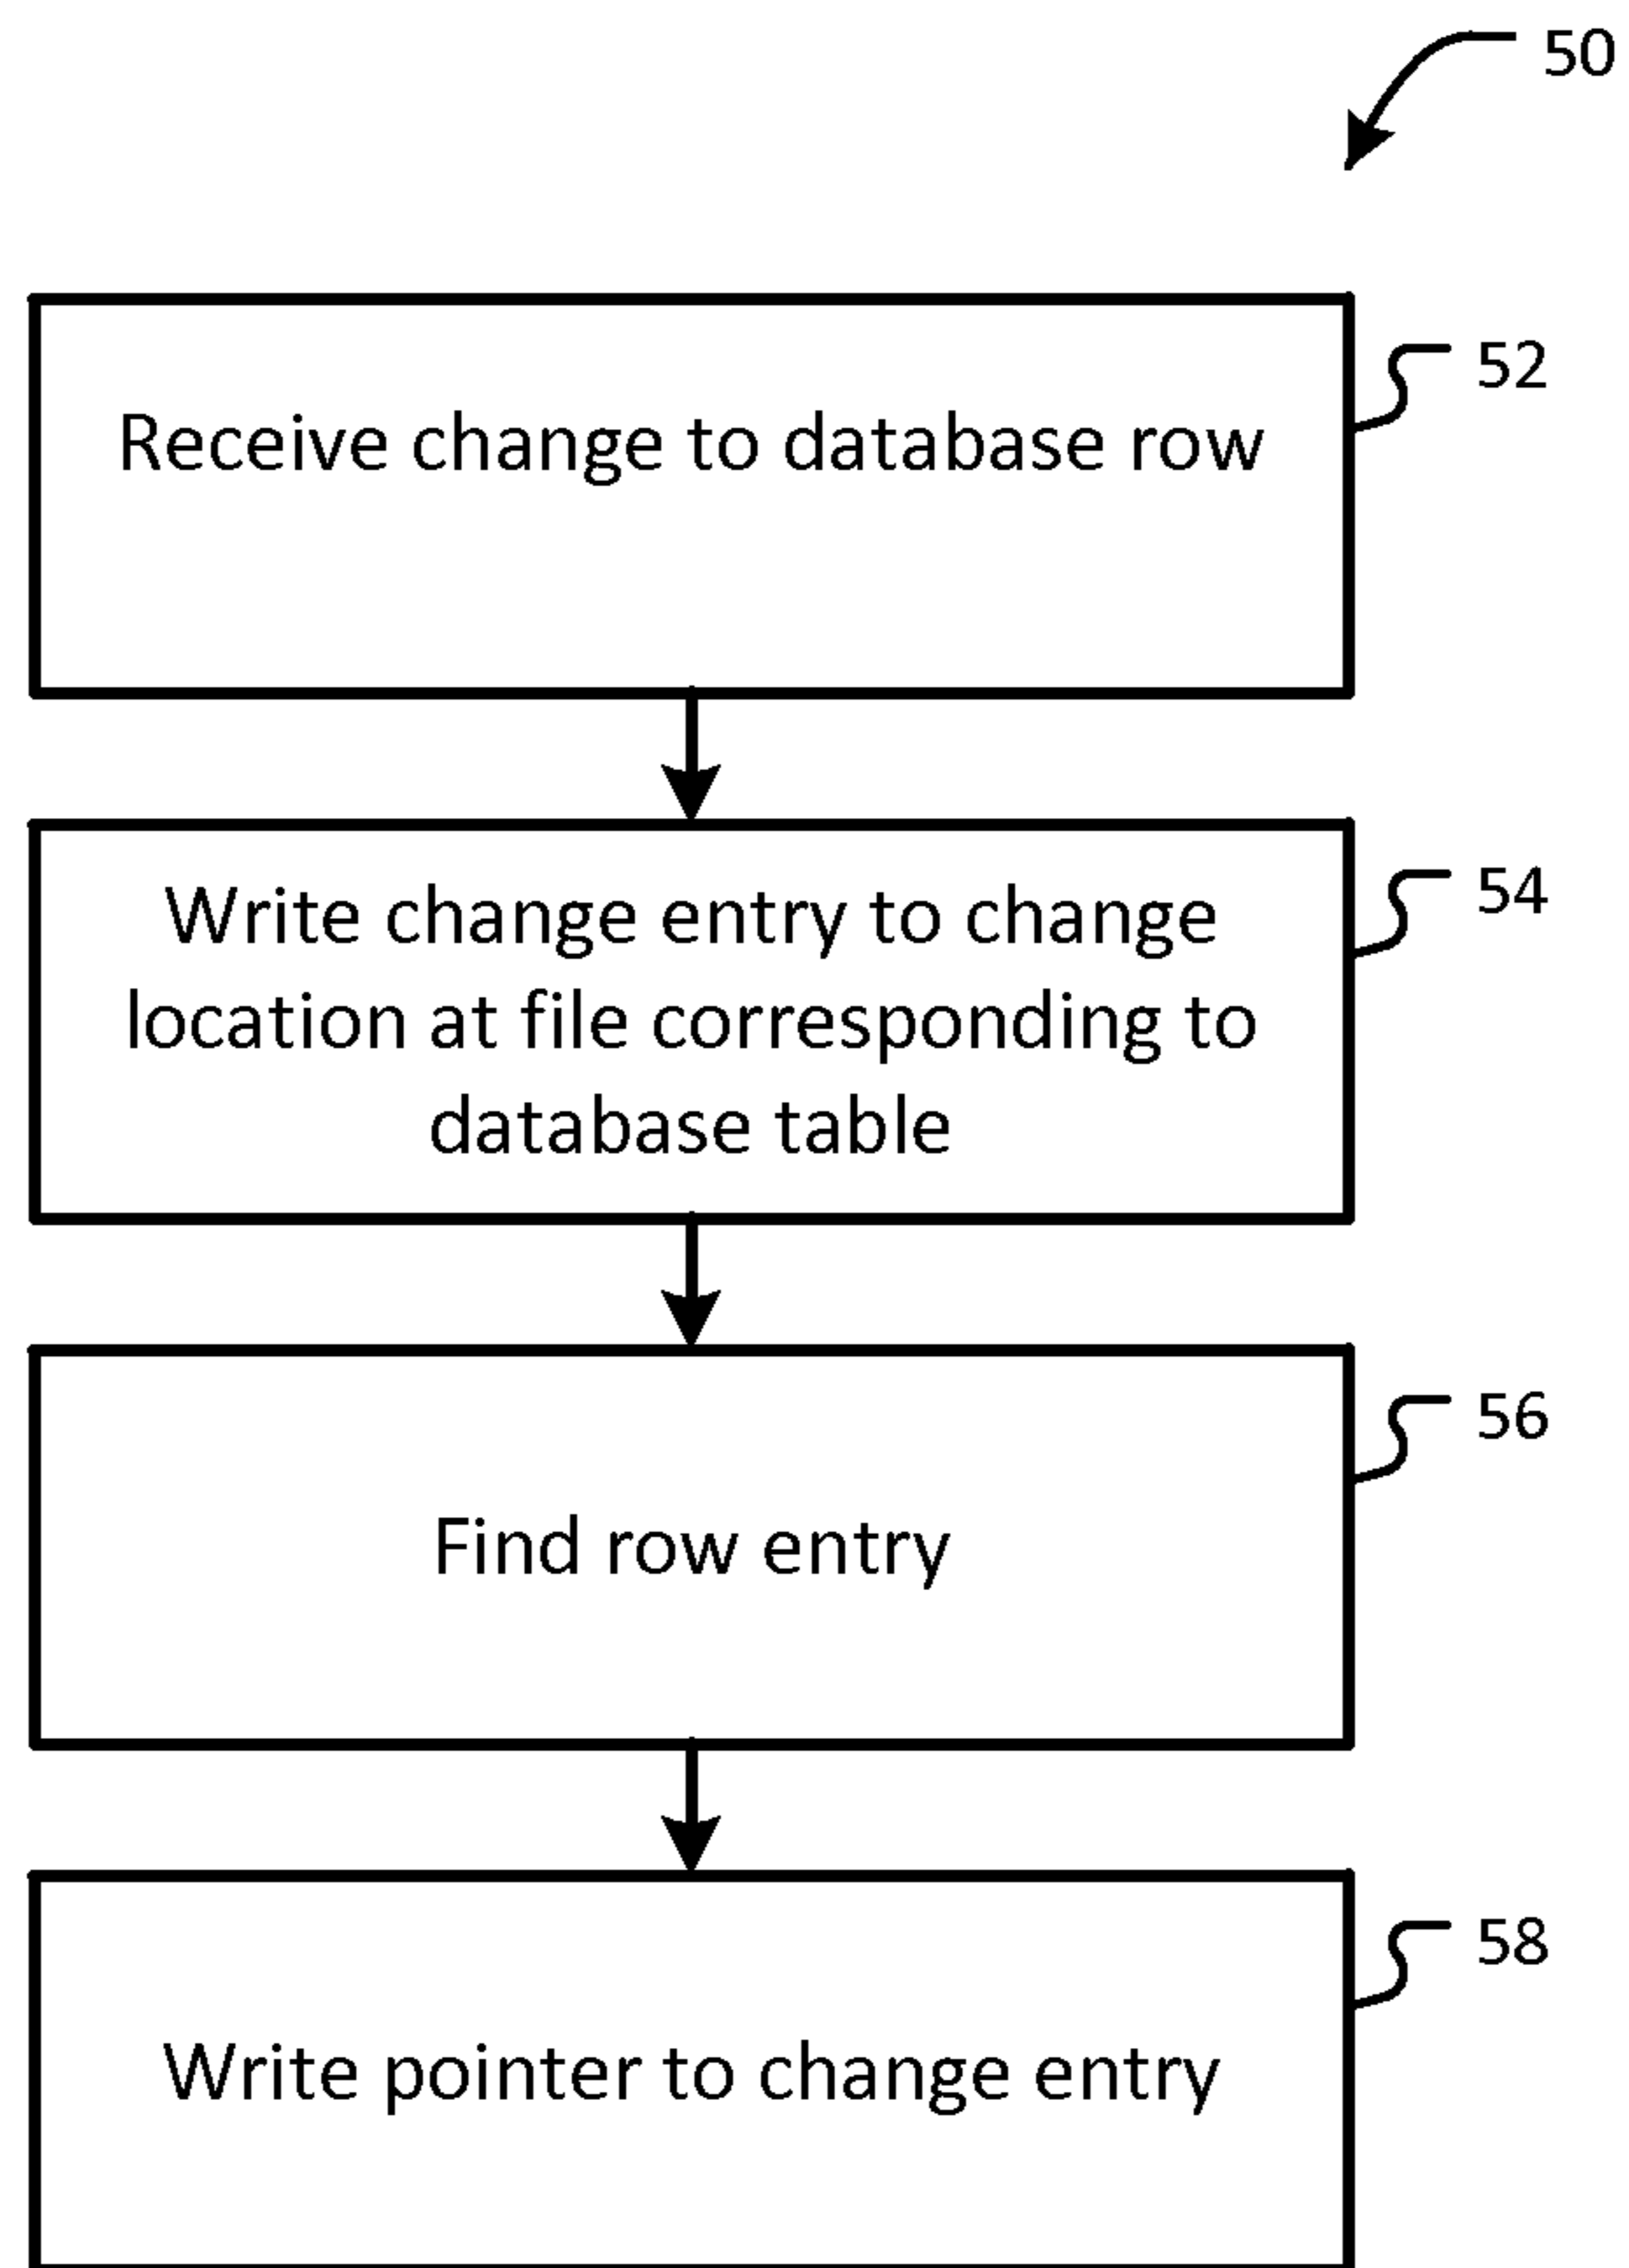 50
52
Receive change to database row
54
Write change entry to change
location at file corresponding to
database table
56
Find row entry
58
Write pointer to change entry